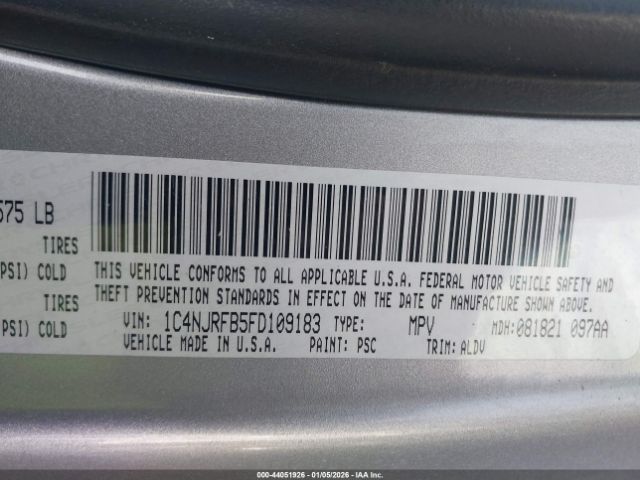 575 LB
TIRES
PSI) COLD
TIRES
PSI) COLD
THIS VEHICLE CONFORMS TO ALL APPLICABLE U.S.A. FEDERAL MOTOR VEHICLE SAFETY AND
THEFT PREVENTION STANDARDS IN EFFECT ON THE DATE OF MANUFACTURE SHOWN ABOVE.
VIN: 1C4NJRFB5FD109183 TYPE: MPV MDH:081821 097AA
VEHICLE MADE IN U.S.A. PAINT: PSC TRIM: ALDV
000-44051926 - 01/05/2026 - IAA Inc.